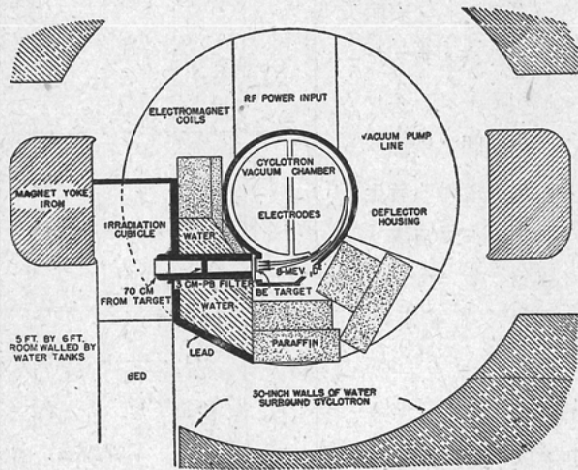 ELECTROMAGNET
COILS
RF POWER INPUT
VACUUM PUMP
LINE
CYCLOTRON
VACUUM CHAMBER
ELECTRODES
DEFLECTOR
HOUSING
MAGNET YOKE
IRON
IRRADIATION
CUBICLE
WATER
8-MEV D
70 CM
FROM TARGET
CM-PB FILTER
BE TARGET
WATER
5 FT. BY 6 FT.
ROOM WALLED BY
WATER TANKS
LEAD
PARAFFIN
BED
30-INCH WALLS OF WATER
SURROUND CYCLOTRON